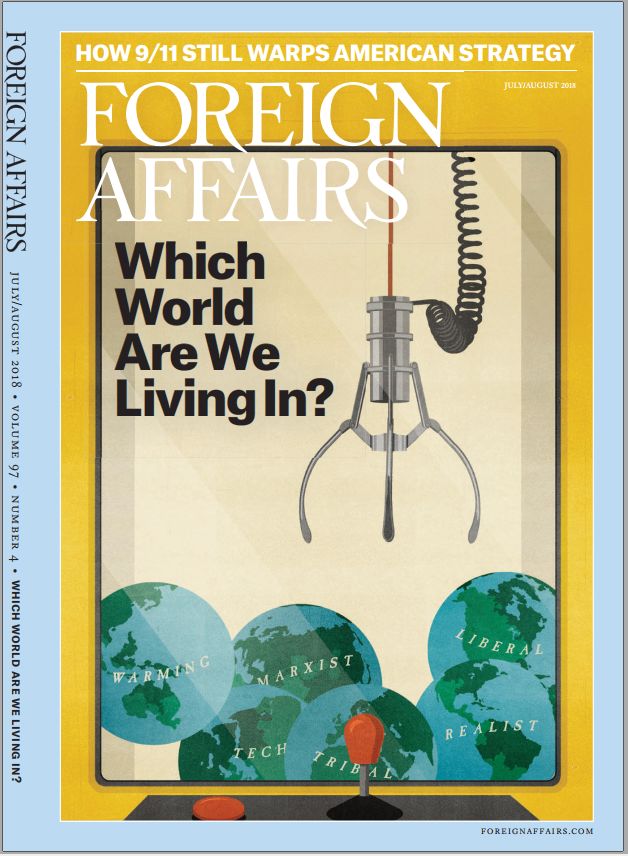 HOW 9/11 STILL WARPS AMERICAN STRATEGY
JULY/AUGUST 2018
FOREIGN
AFFAIRS
Which
World
Are We
Living In?
WARMING
MARXIST
LIBERAL
TECH
TRIBAL
REALIST
FOREIGNAFFAIRS.COM
FOREIGN AFFAIRS JULY/AUGUST 2018 • VOLUME 97 • NUMBER 4 • WHICH WORLD ARE WE LIVING IN?